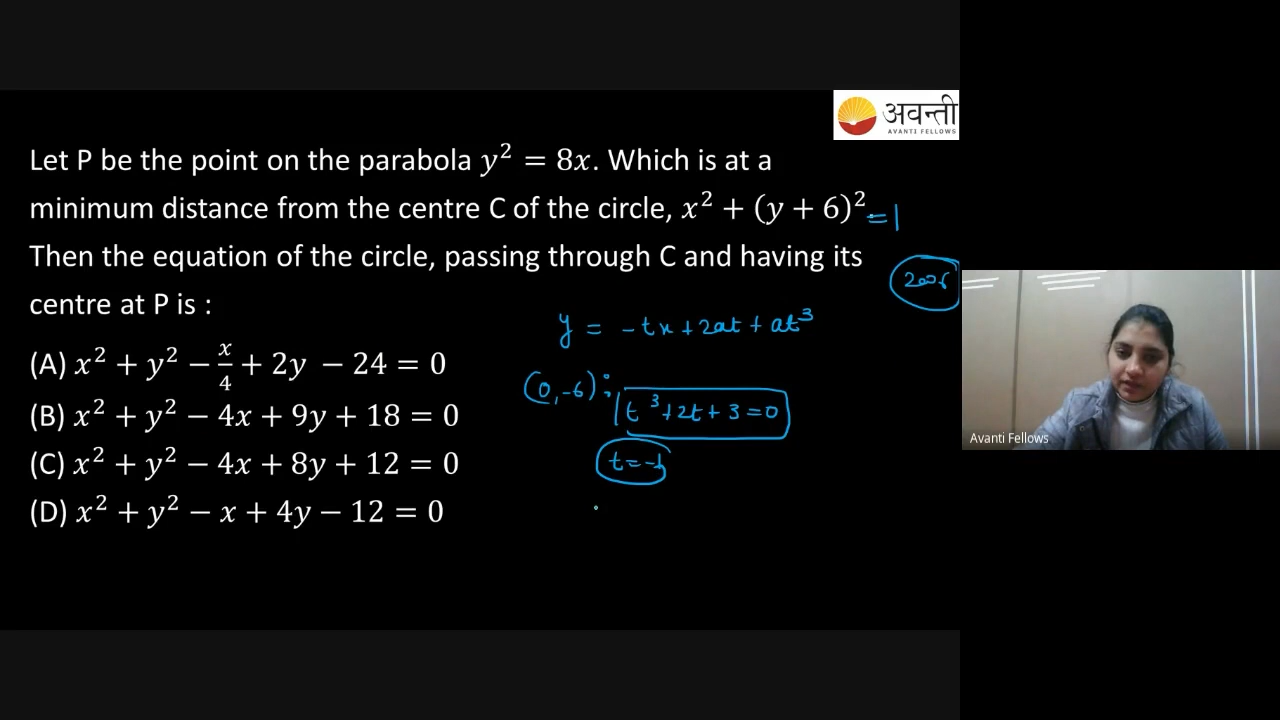 अवन्ती
AVANTI FELLOWS
Let P be the point on the parabola y² = 8x. Which is at a
minimum distance from the centre C of the circle, x² + (y + 6)² = 1
Then the equation of the circle, passing through C and having its
centre at P is :
(A) x² + y² − x/4 + 2y − 24 = 0
(B) x² + y² − 4x + 9y + 18 = 0
(C) x² + y² − 4x + 8y + 12 = 0
(D) x² + y² − x + 4y − 12 = 0
y = -tx + 2at + at³
(0, -6) :
t³ + 2t + 3 = 0
t = -1
Avanti Fellows